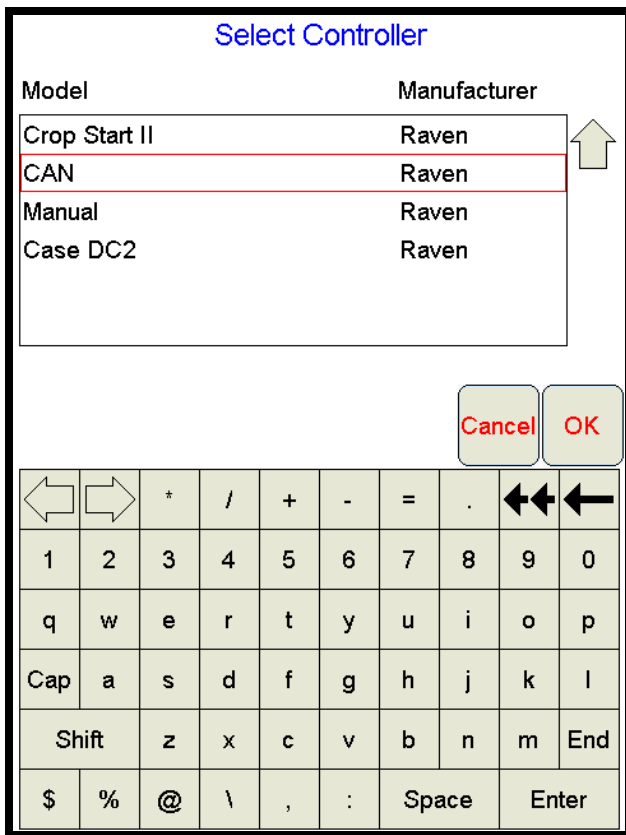 Select Controller
Model Manufacturer
Crop Start II Raven
CAN Raven
Manual Raven
Case DC2 Raven
Cancel OK
* / + - = .
1 2 3 4 5 6 7 8 9 0
q w e r t y u i o p
Cap a s d f g h j k l
Shift z x c v b n m End
$ % @ \ , : Space Enter